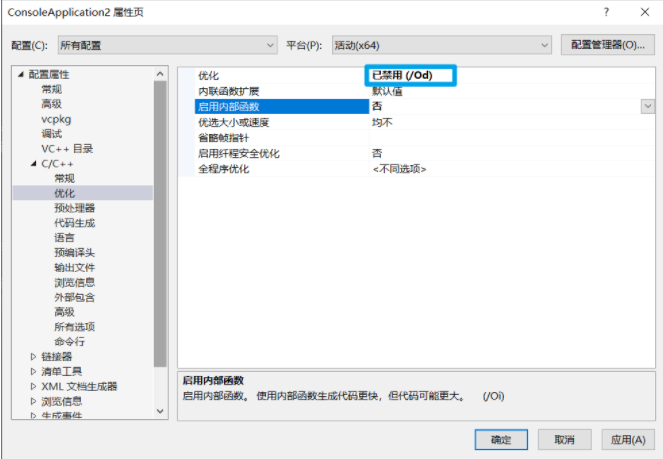 ConsoleApplication2 属性页
配置(C): 所有配置 平台(P): 活动(x64) 配置管理器(O)...
配置属性
常规
高级
vcpkg
调试
VC++ 目录
C/C++
常规
优化
预处理器
代码生成
语言
预编译头
输出文件
浏览信息
外部包含
高级
所有选项
命令行
链接器
清单工具
XML 文档生成器
浏览信息
生成事件
优化 已禁用 (/Od)
内联函数扩展 默认值
启用内部函数 否
优选大小或速度 均不
省略帧指针
启用纤程安全优化 否
全程序优化 <不同选项>
启用内部函数
启用内部函数。 使用内部函数生成代码更快，但代码可能更大。 (/Oi)
确定 取消 应用(A)